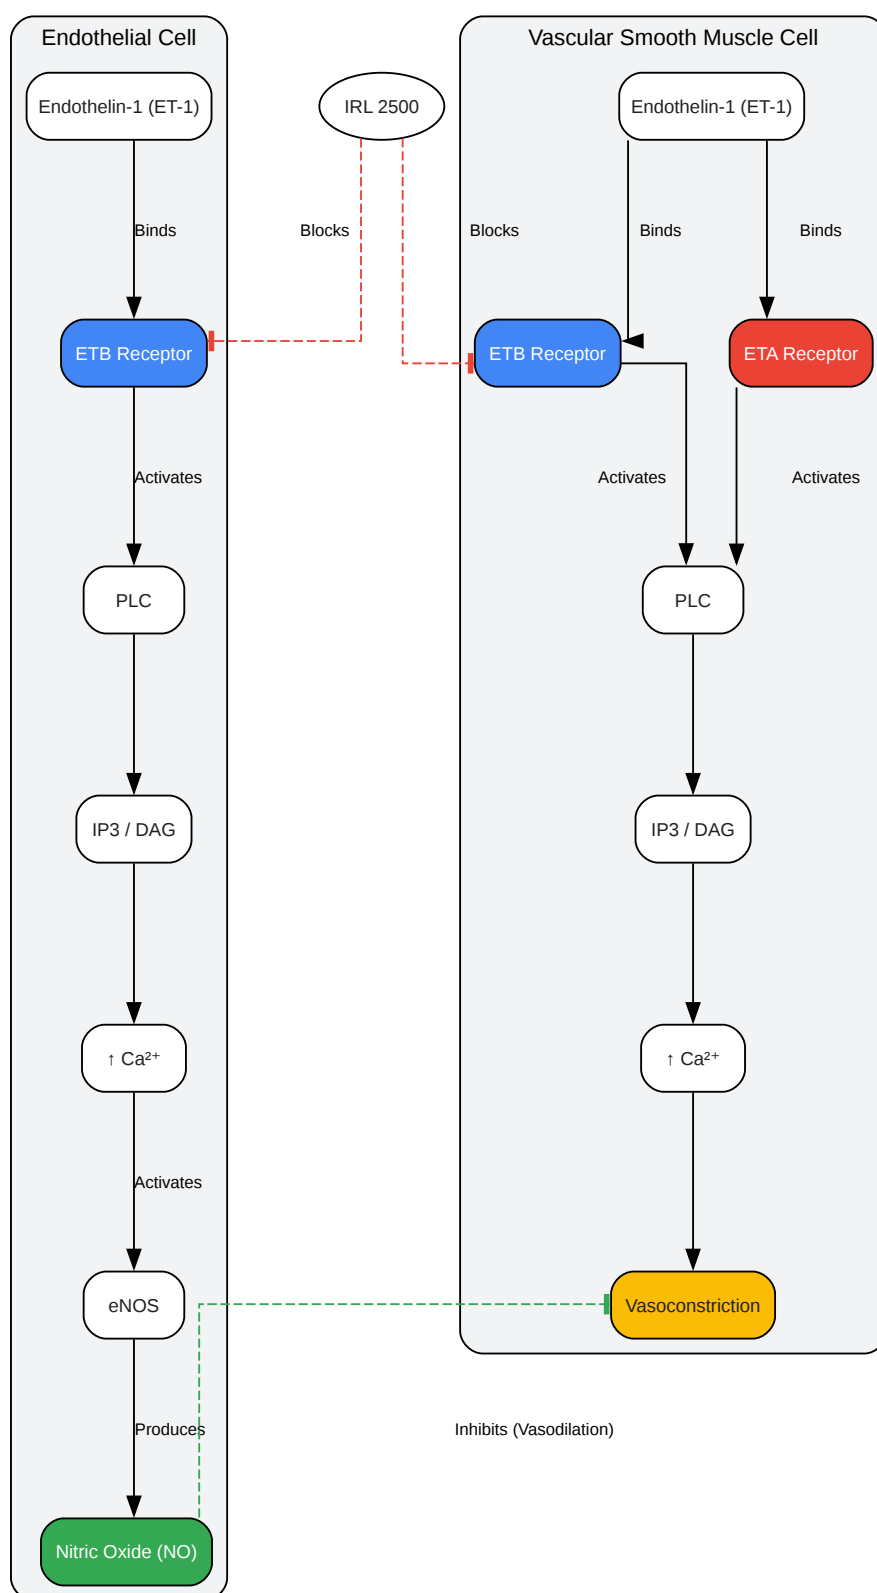 Endothelial Cell
Vascular Smooth Muscle Cell
Endothelin-1 (ET-1)
IRL 2500
Endothelin-1 (ET-1)
Binds
Blocks
Blocks
Binds
Binds
ETB Receptor
ETB Receptor
ETA Receptor
Activates
Activates
Activates
PLC
PLC
IP3 / DAG
IP3 / DAG
↑ Ca²⁺
↑ Ca²⁺
Activates
eNOS
Vasoconstriction
Produces
Inhibits (Vasodilation)
Nitric Oxide (NO)